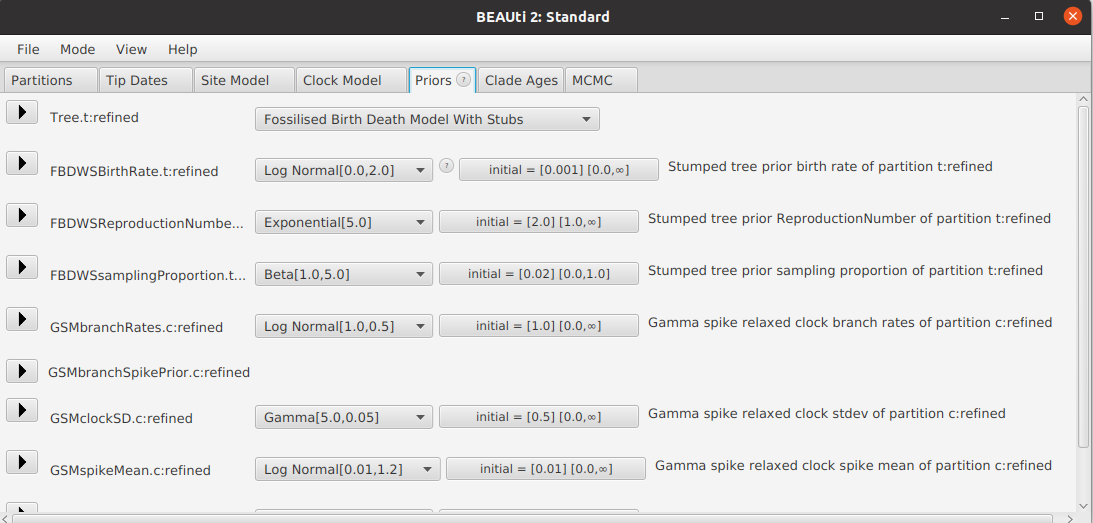 BEAUti 2: Standard
File Mode View Help
Partitions Tip Dates Site Model Clock Model Priors ? Clade Ages MCMC
Tree.t:refined Fossilised Birth Death Model With Stubs
FBDWSBirthRate.t:refined Log Normal[0.0,2.0] ? initial = [0.001] [0.0,∞] Stumped tree prior birth rate of partition t:refined
FBDWSReproductionNumbe... Exponential[5.0] initial = [2.0] [1.0,∞] Stumped tree prior ReproductionNumber of partition t:refined
FBDWSsamplingProportion.t... Beta[1.0,5.0] initial = [0.02] [0.0,1.0] Stumped tree prior sampling proportion of partition t:refined
GSMbranchRates.c:refined Log Normal[1.0,0.5] initial = [1.0] [0.0,∞] Gamma spike relaxed clock branch rates of partition c:refined
GSMbranchSpikePrior.c:refined
GSMclockSD.c:refined Gamma[5.0,0.05] initial = [0.5] [0.0,∞] Gamma spike relaxed clock stdev of partition c:refined
GSMspikeMean.c:refined Log Normal[0.01,1.2] initial = [0.01] [0.0,∞] Gamma spike relaxed clock spike mean of partition c:refined